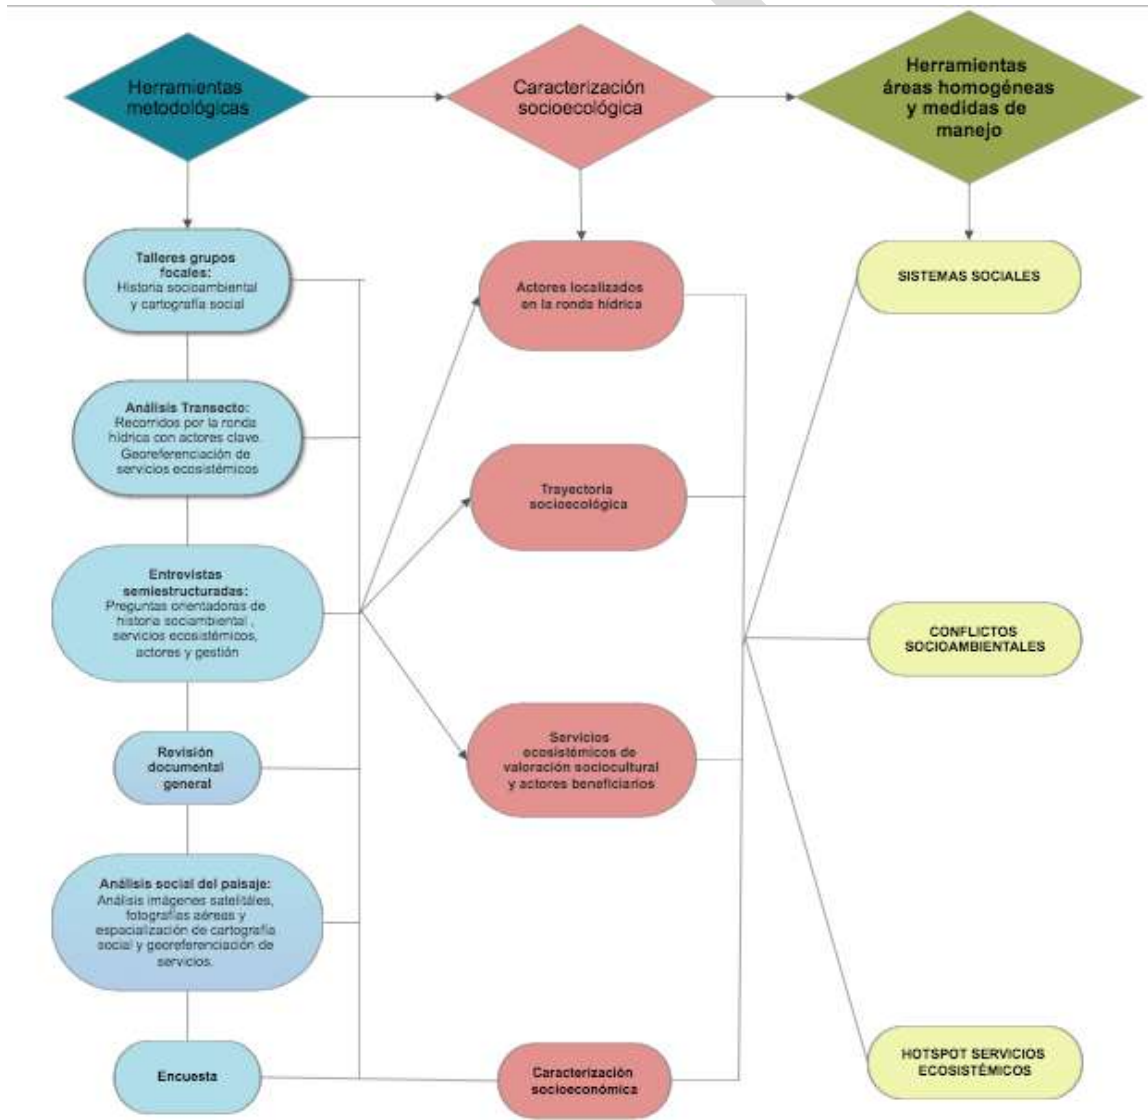 Herramientas
metodológicas
Caracterización
socioecológica
Herramientas
áreas homogéneas
y medidas de
manejo
Talleres grupos
focales:
Historia socioambiental
y cartografía social
Análisis Transecto:
Recorridos por la ronda
hídrica con actores clave.
Georeferenciación de
servicios ecosistémicos
Entrevistas
semiestructuradas:
Preguntas orientadoras de
historia sociambiental ,
servicios ecosistémicos,
actores y gestión
Revisión
documental
general
Análisis social del paisaje:
Análisis imágenes satelitáles,
fotografías aéreas y
espacialización de cartografía
social y georeferenciación de
servicios.
Encuesta
Actores localizados
en la ronda hídrica
Trayectoria
socioecológica
Servicios
ecosistémicos de
valoración sociocultural
y actores beneficiarios
Caracterización
socioeconómica
SISTEMAS SOCIALES
CONFLICTOS
SOCIOAMBIENTALES
HOTSPOT SERVICIOS
ECOSISTÉMICOS